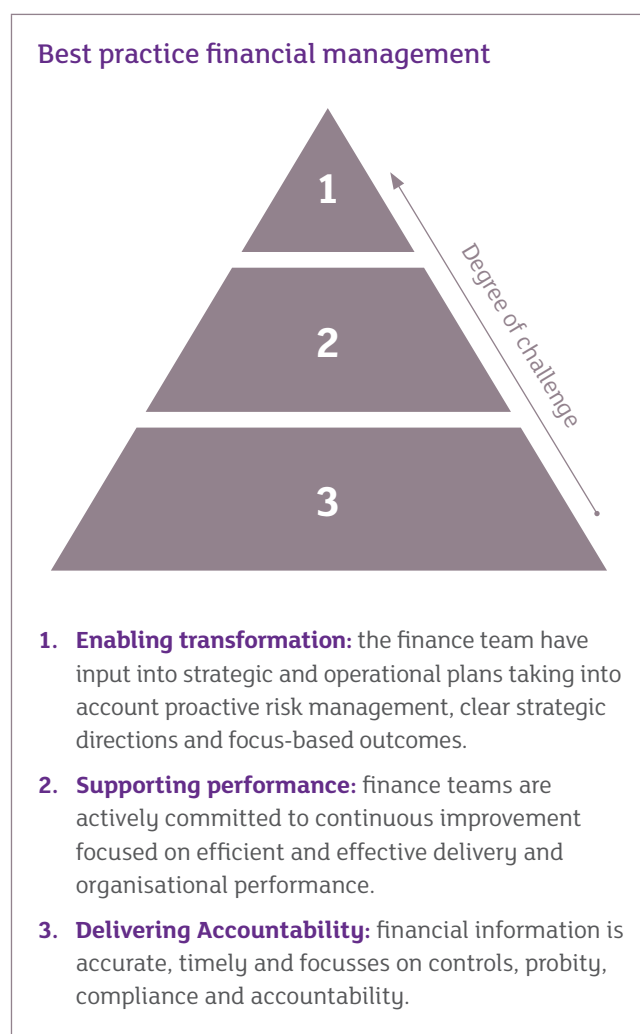 Best practice financial management
1
Degree of challenge
2
3
1. Enabling transformation: the finance team have
input into strategic and operational plans taking into
account proactive risk management, clear strategic
directions and focus-based outcomes.
2. Supporting performance: finance teams are
actively committed to continuous improvement
focused on efficient and effective delivery and
organisational performance.
3. Delivering Accountability: financial information is
accurate, timely and focusses on controls, probity,
compliance and accountability.